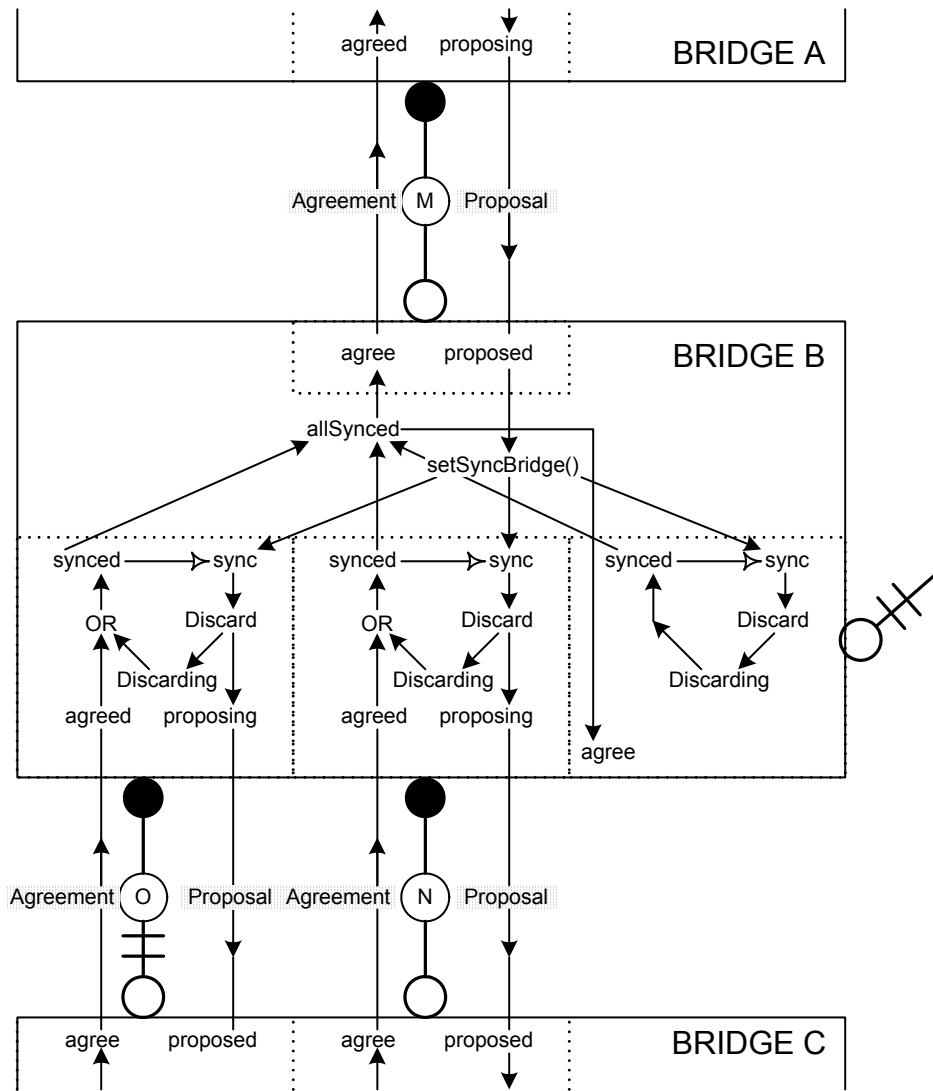 agreed proposing BRIDGE A
Agreement M Proposal
agree proposed BRIDGE B
allSynced
setSyncBridge()
synced sync synced sync synced sync
OR Discard OR Discard Discard
Discarding Discarding Discarding
agreed proposing agreed proposing
agree
Agreement O Proposal Agreement N Proposal
agree proposed agree proposed BRIDGE C